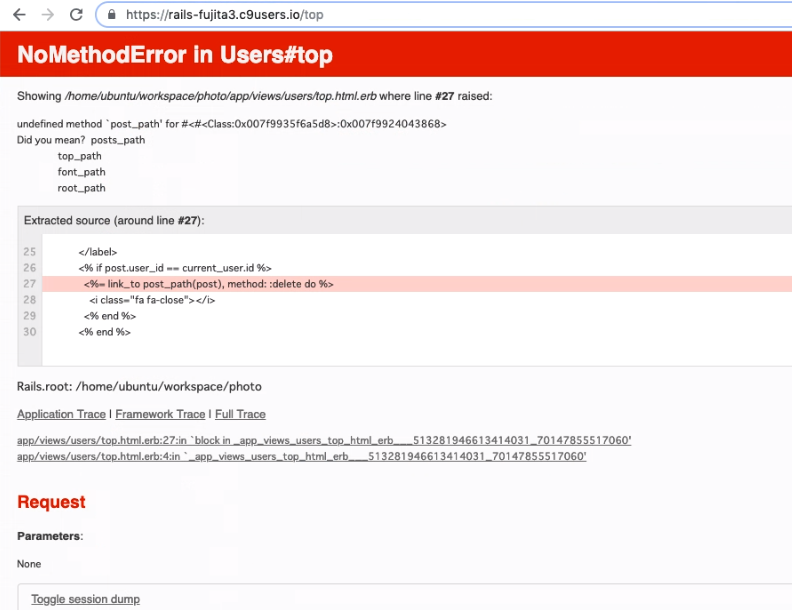 https://rails-fujita3.c9users.io/top
NoMethodError in Users#top
Showing /home/ubuntu/workspace/photo/app/views/users/top.html.erb where line #27 raised:
undefined method `post_path' for #<#<Class:0x007f9935f6a5d8>:0x007f9924043868>
Did you mean? posts_path
top_path
font_path
root_path
Extracted source (around line #27):
25 </label>
26 <% if post.user_id == current_user.id %>
27 <%= link_to post_path(post), method: :delete do %>
28 <i class="fa fa-close"></i>
29 <% end %>
30 <% end %>
Rails.root: /home/ubuntu/workspace/photo
Application Trace | Framework Trace | Full Trace
app/views/users/top.html.erb:27:in `block in _app_views_users_top_html_erb___513281946613414031_70147855517060'
app/views/users/top.html.erb:4:in `_app_views_users_top_html_erb___513281946613414031_70147855517060'
Request
Parameters:
None
Toggle session dump